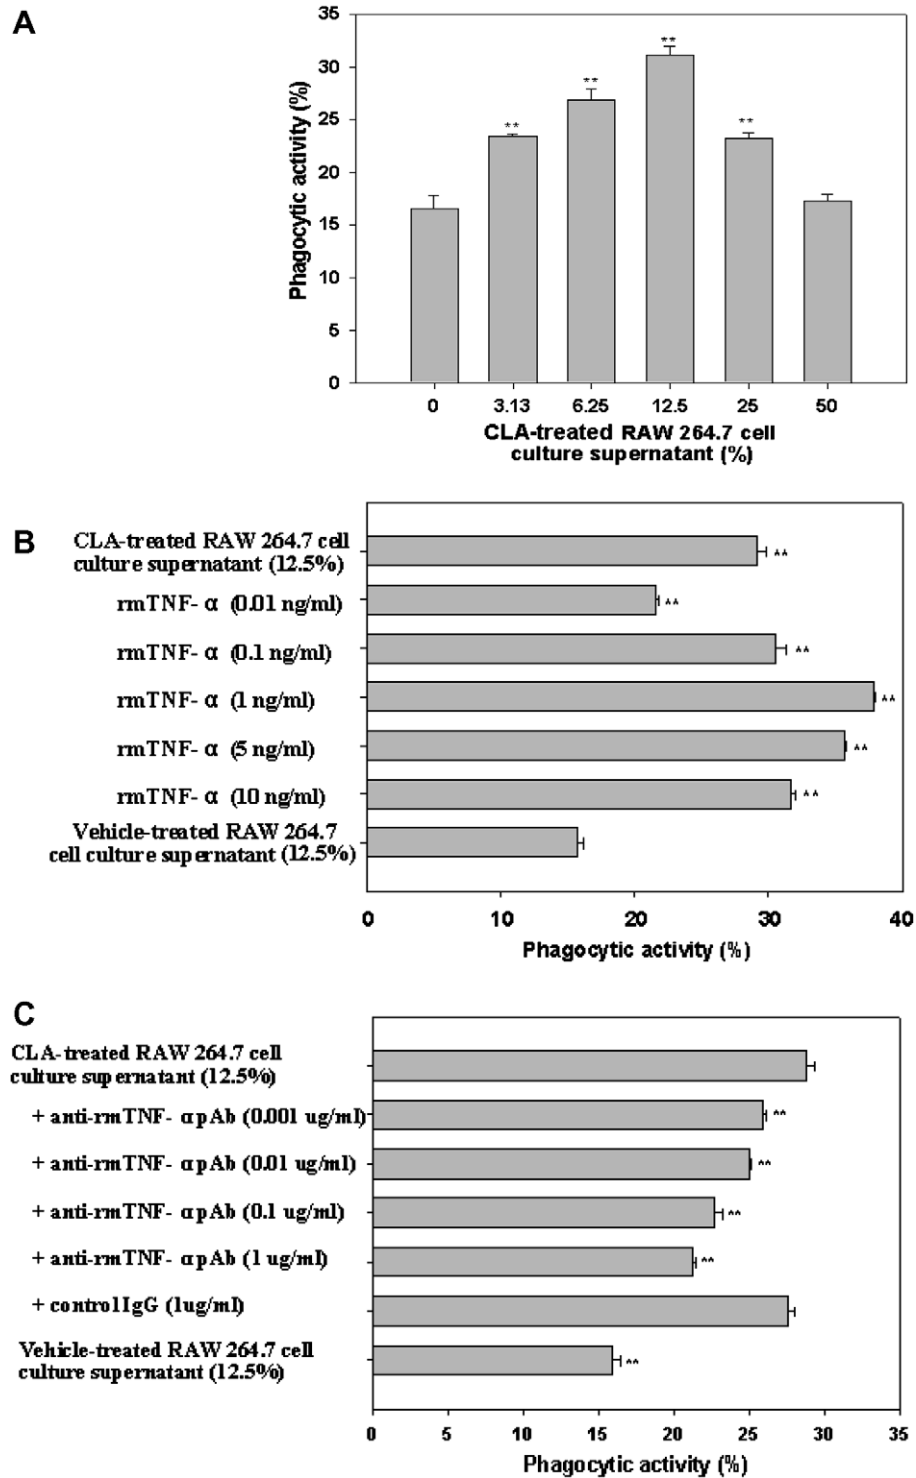 A
Phagocytic activity (%)
35
30
25
20
15
10
5
0
**
**
**
**
0 3.13 6.25 12.5 25 50
CLA-treated RAW 264.7 cell
culture supernatant (%)
B
CLA-treated RAW 264.7 cell
culture supernatant (12.5%)
**
rmTNF- α (0.01 ng/ml)
**
rmTNF- α (0.1 ng/ml)
**
rmTNF- α (1 ng/ml)
**
rmTNF- α (5 ng/ml)
**
rmTNF- α (10 ng/ml)
**
Vehicle-treated RAW 264.7
cell culture supernatant (12.5%)
0 10 20 30 40
Phagocytic activity (%)
C
CLA-treated RAW 264.7 cell
culture supernatant (12.5%)
+ anti-rmTNF- α pAb (0.001 ug/ml)
**
+ anti-rmTNF- α pAb (0.01 ug/ml)
**
+ anti-rmTNF- α pAb (0.1 ug/ml)
**
+ anti-rmTNF- α pAb (1 ug/ml)
**
+ control IgG (1ug/ml)
Vehicle-treated RAW 264.7 cell
culture supernatant (12.5%)
**
0 5 10 15 20 25 30 35
Phagocytic activity (%)